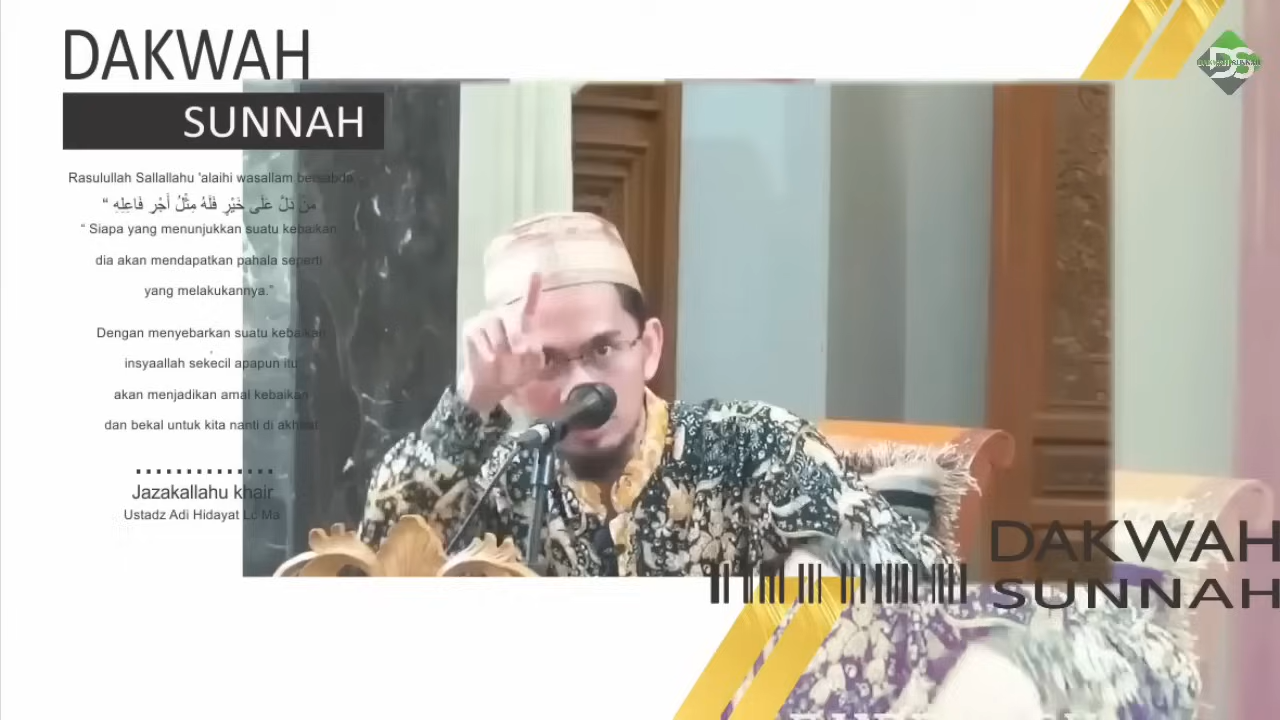 DAKWAH
SUNNAH
Rasulullah Sallallahu 'alaihi wasallam bersabda
“ مَنْ دَلَّ عَلَى خَيْرٍ فَلَهُ مِثْلُ أَجْرِ فَاعِلِهِ “
“ Siapa yang menunjukkan suatu kebaikan
dia akan mendapatkan pahala seperti
yang melakukannya.”
Dengan menyebarkan suatu kebaikan
insyaallah sekecil apapun itu
akan menjadikan amal kebaikan
dan bekal untuk kita nanti di akhirat
Jazakallahu khair
Ustadz Adi Hidayat Lc Ma
DAKWAH
SUNNAH
DS